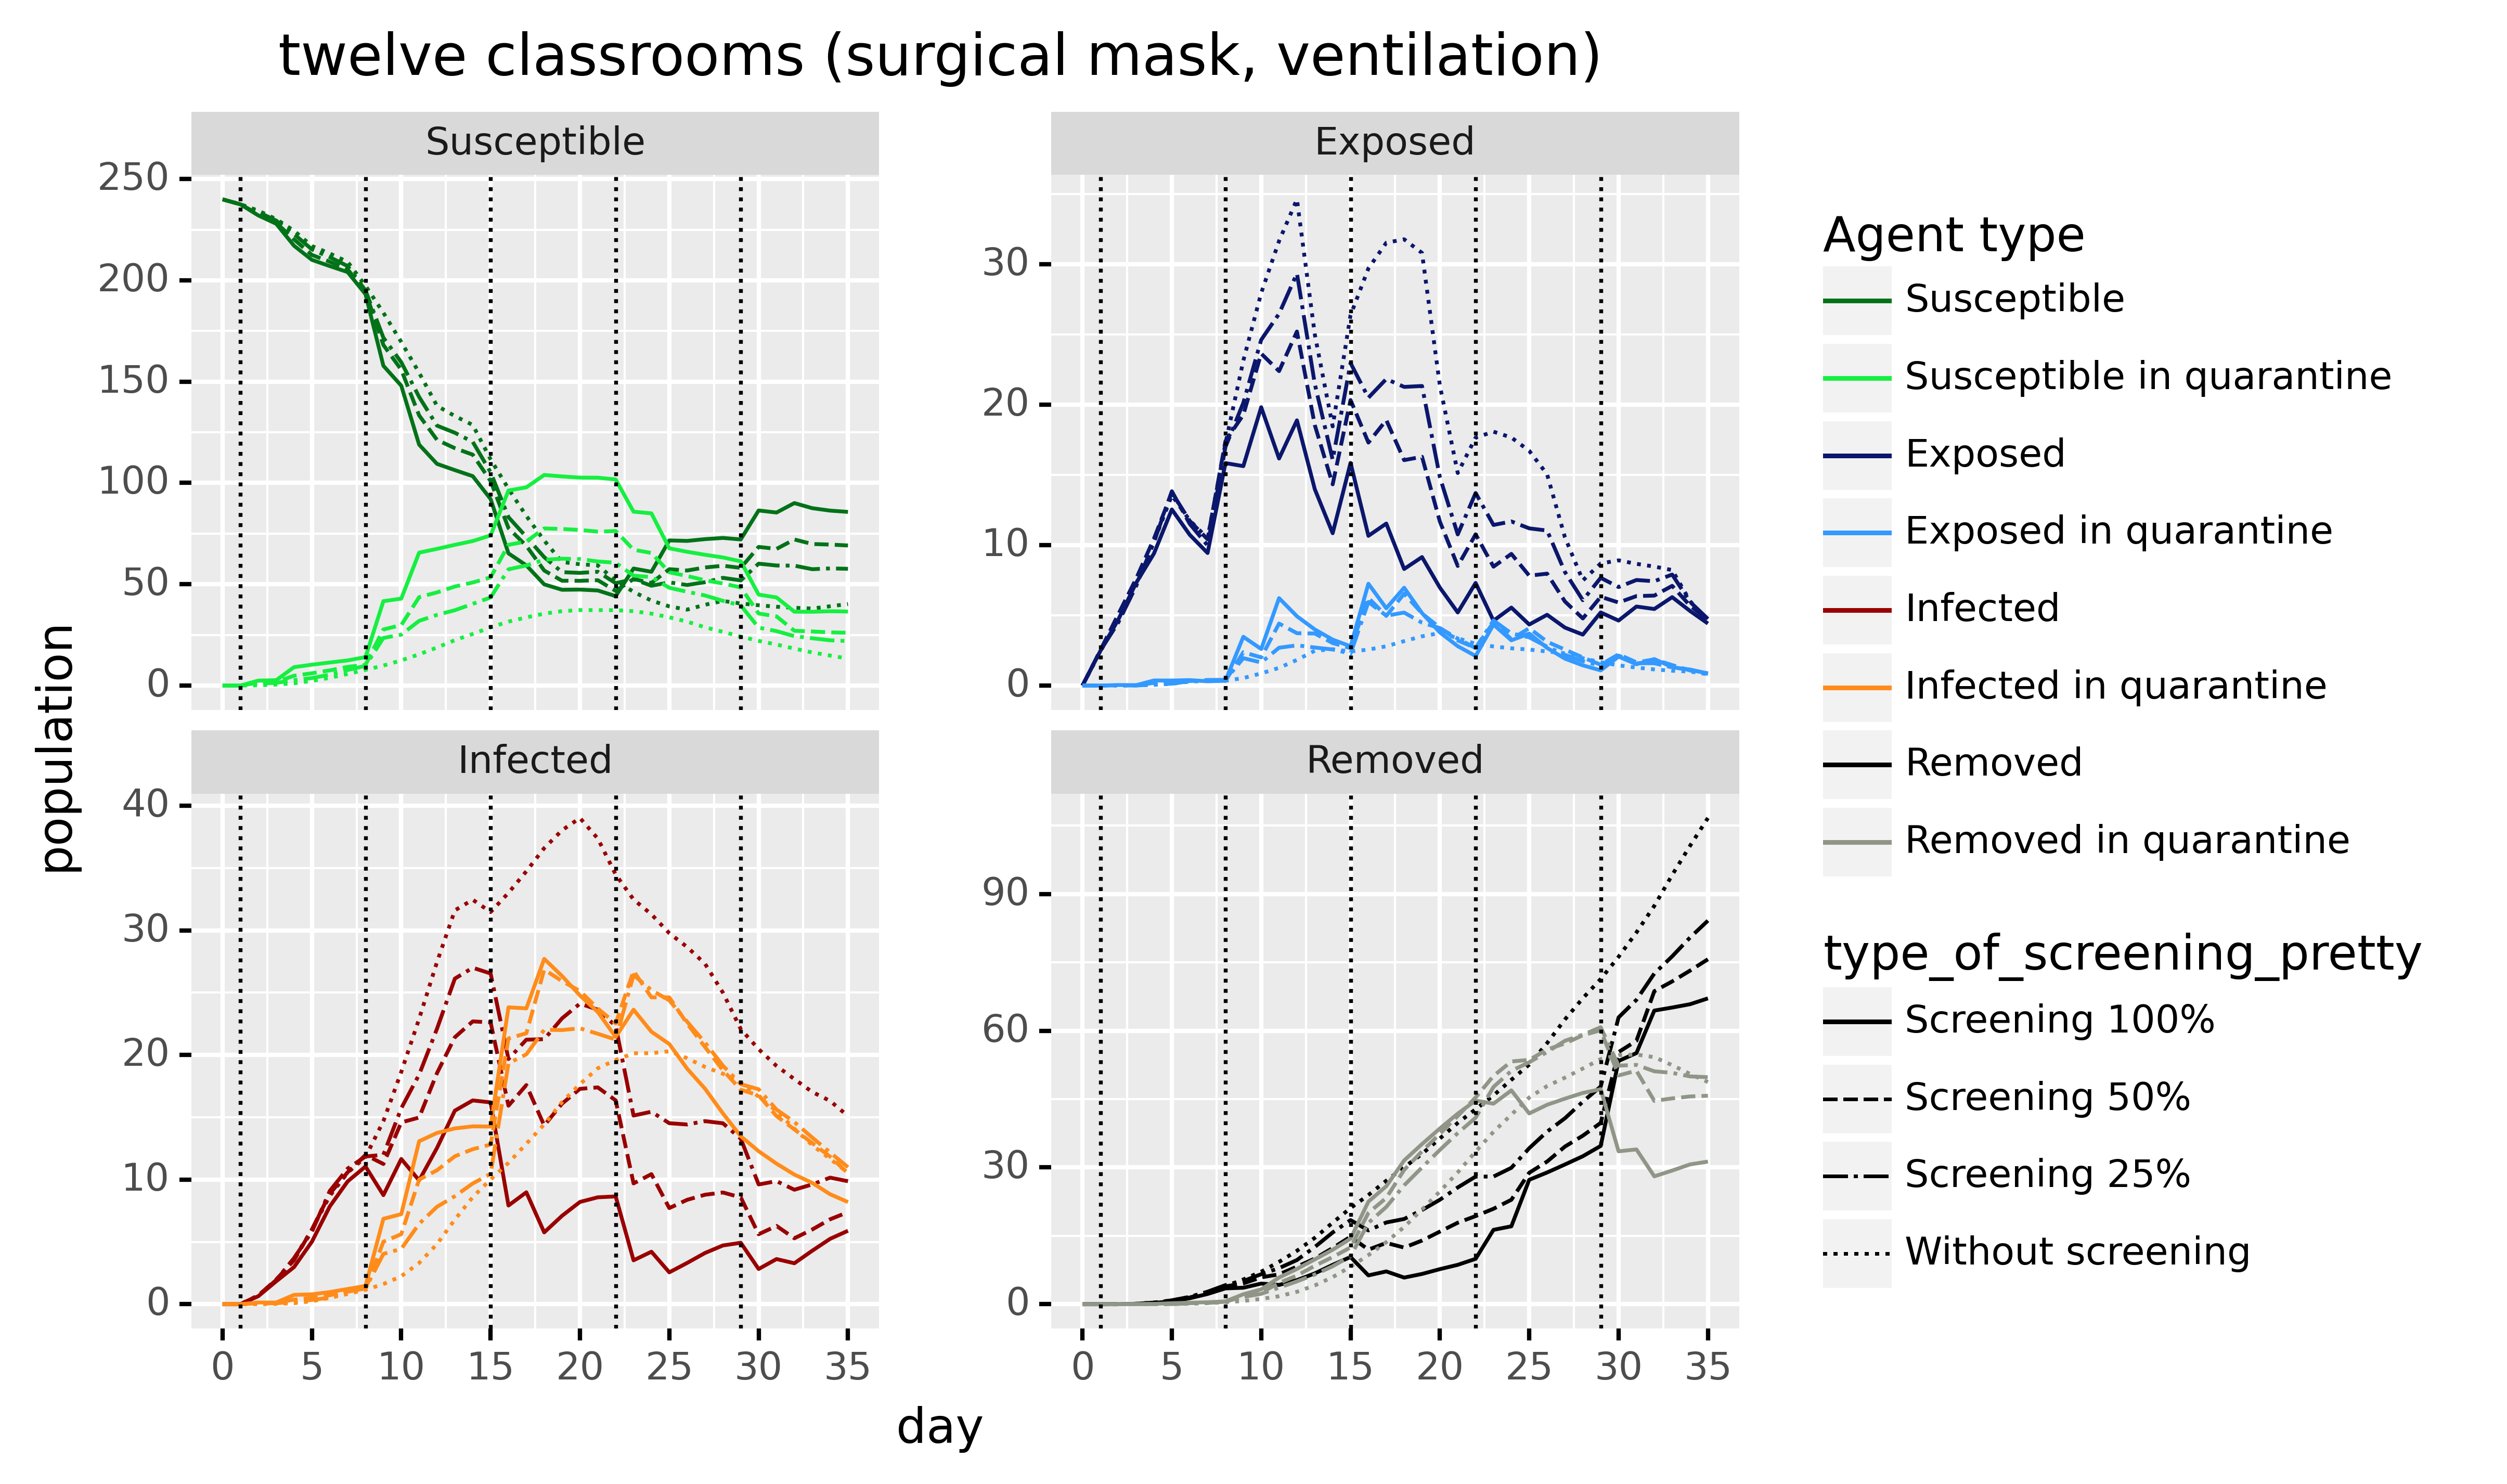 twelve classrooms (surgical mask, ventilation)
Susceptible
250
200
150
100
50
0
Exposed
30
20
10
0
Infected
40
30
20
10
0
0 5 10 15 20 25 30 35
Removed
90
60
30
0
0 5 10 15 20 25 30 35
population
day
Agent type
Susceptible
Susceptible in quarantine
Exposed
Exposed in quarantine
Infected
Infected in quarantine
Removed
Removed in quarantine
type_of_screening_pretty
Screening 100%
Screening 50%
Screening 25%
Without screening